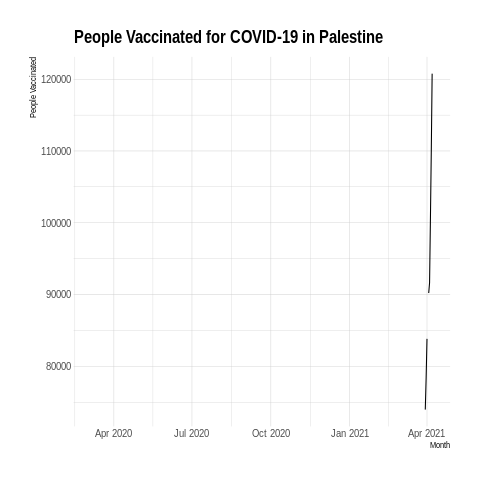 People Vaccinated for COVID-19 in Palestine
People Vaccinated
120000
110000
100000
90000
80000
Apr 2020 Jul 2020 Oct 2020 Jan 2021 Apr 2021
Month